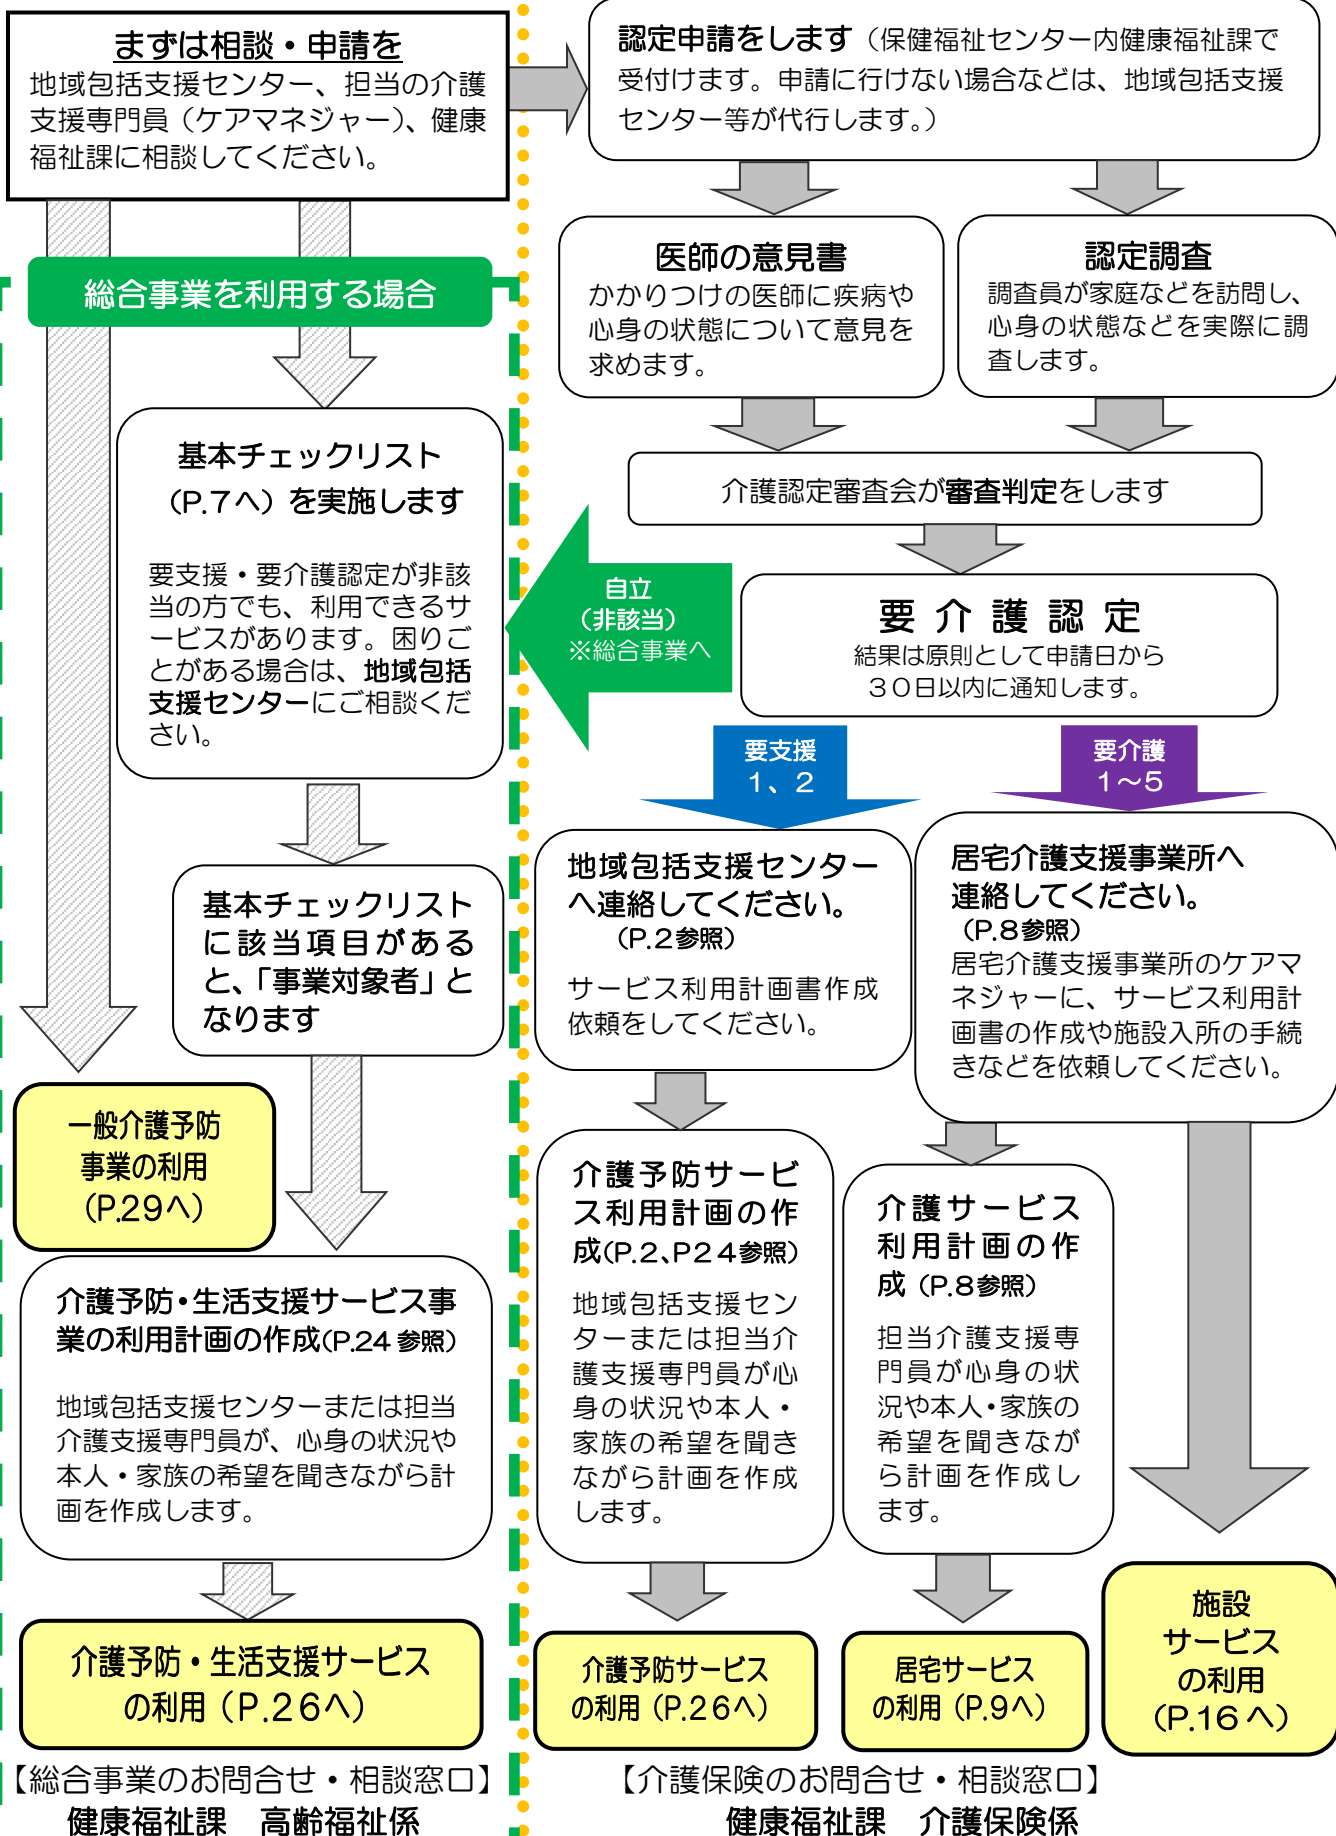 まずは相談・申請を
地域包括支援センター、担当の介護
支援専門員（ケアマネジャー）、健康
福祉課に相談してください。
認定申請をします（保健福祉センター内健康福祉課で
受付けます。申請に行けない場合などは、地域包括支援
センター等が代行します。）
医師の意見書
かかりつけの医師に疾病や
心身の状態について意見を
求めます。
認定調査
調査員が家庭などを訪問し、
心身の状態などを実際に調
査します。
介護認定審査会が審査判定をします
要介護認定
結果は原則として申請日から
３０日以内に通知します。
自立
（非該当）
※総合事業へ
総合事業を利用する場合
基本チェックリスト
（P.７へ）を実施します
要支援・要介護認定が非該
当の方でも、利用できるサ
ービスがあります。困りご
とがある場合は、地域包括
支援センターにご相談くだ
さい。
基本チェックリスト
に該当項目がある
と、「事業対象者」と
なります
一般介護予防
事業の利用
（P.29へ）
介護予防・生活支援サービス事
業の利用計画の作成（P.24参照）
地域包括支援センターまたは担当
介護支援専門員が、心身の状況や
本人・家族の希望を聞きながら計
画を作成します。
介護予防・生活支援サービス
の利用（P.26へ）
【総合事業のお問合せ・相談窓口】
健康福祉課　高齢福祉係
要支援
１、２
地域包括支援センター
へ連絡してください。
（P.２参照）
サービス利用計画書作成
依頼をしてください。
介護予防サービ
ス利用計画の作
成（P.２、P２４参照）
地域包括支援セン
ターまたは担当介
護支援専門員が心
身の状況や本人・
家族の希望を聞き
ながら計画を作成
します。
介護予防サービス
の利用（P.26へ）
要介護
１～５
居宅介護支援事業所へ
連絡してください。
（P.８参照）
居宅介護支援事業所のケアマ
ネジャーに、サービス利用計
画書の作成や施設入所の手続
きなどを依頼してください。
介護サービス
利用計画の作
成（P.８参照）
担当介護支援専
門員が心身の状
況や本人・家族の
希望を聞きなが
ら計画を作成し
ます。
居宅サービス
の利用（P.9へ）
施設
サービス
の利用
（P.16へ）
【介護保険のお問合せ・相談窓口】
健康福祉課　介護保険係